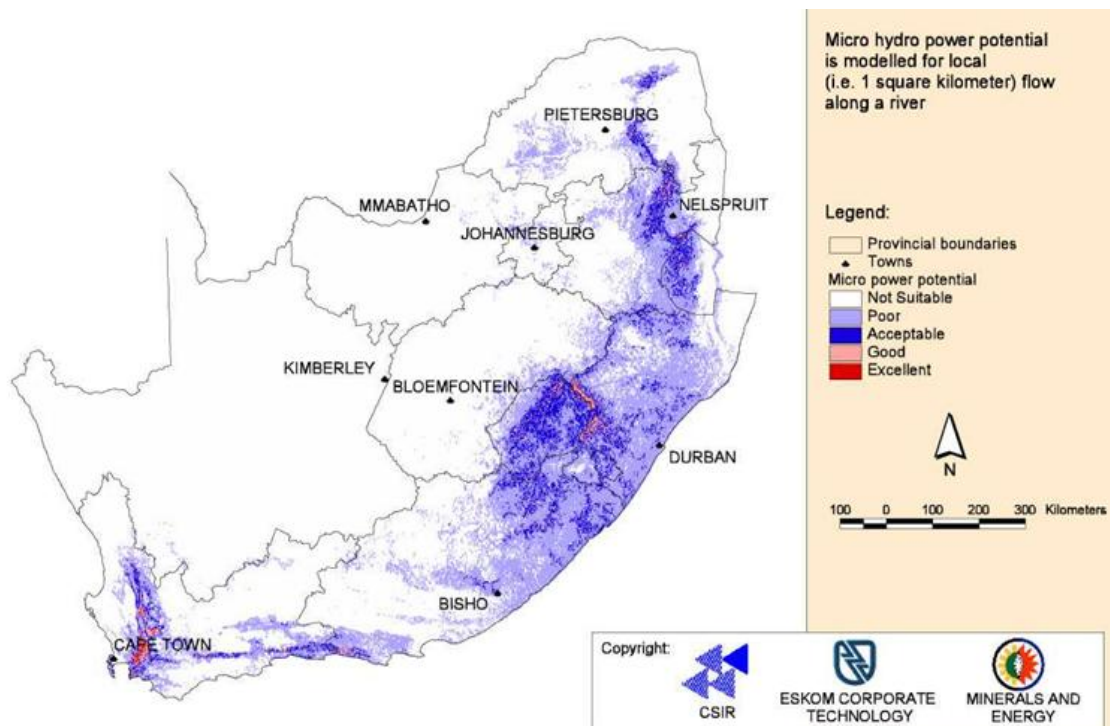 Micro hydro power potential
is modelled for local
(i.e. 1 square kilometer) flow
along a river
PIETERSBURG
MMABATHO
NELSPRUIT
JOHANNESBURG
KIMBERLEY
BLOEMFONTEIN
DURBAN
BISHO
CAPE TOWN
Legend:
Provincial boundaries
Towns
Micro power potential
Not Suitable
Poor
Acceptable
Good
Excellent
N
100 0 100 200 300 Kilometers
Copyright:
CSIR
ESKOM CORPORATE
TECHNOLOGY
MINERALS AND
ENERGY